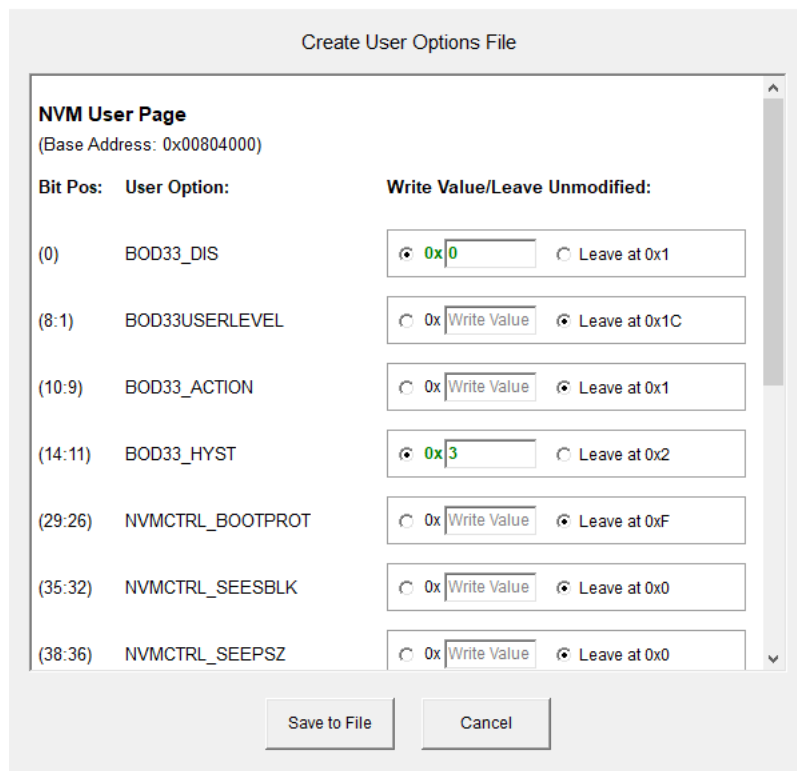 Create User Options File
NVM User Page
(Base Address: 0x00804000)
Bit Pos: User Option: Write Value/Leave Unmodified:
(0) BOD33_DIS 0x 0 Leave at 0x1
(8:1) BOD33USERLEVEL 0x Write Value Leave at 0x1C
(10:9) BOD33_ACTION 0x Write Value Leave at 0x1
(14:11) BOD33_HYST 0x 3 Leave at 0x2
(29:26) NVMCTRL_BOOTPROT 0x Write Value Leave at 0xF
(35:32) NVMCTRL_SEESBLK 0x Write Value Leave at 0x0
(38:36) NVMCTRL_SEEPSZ 0x Write Value Leave at 0x0
Save to File Cancel